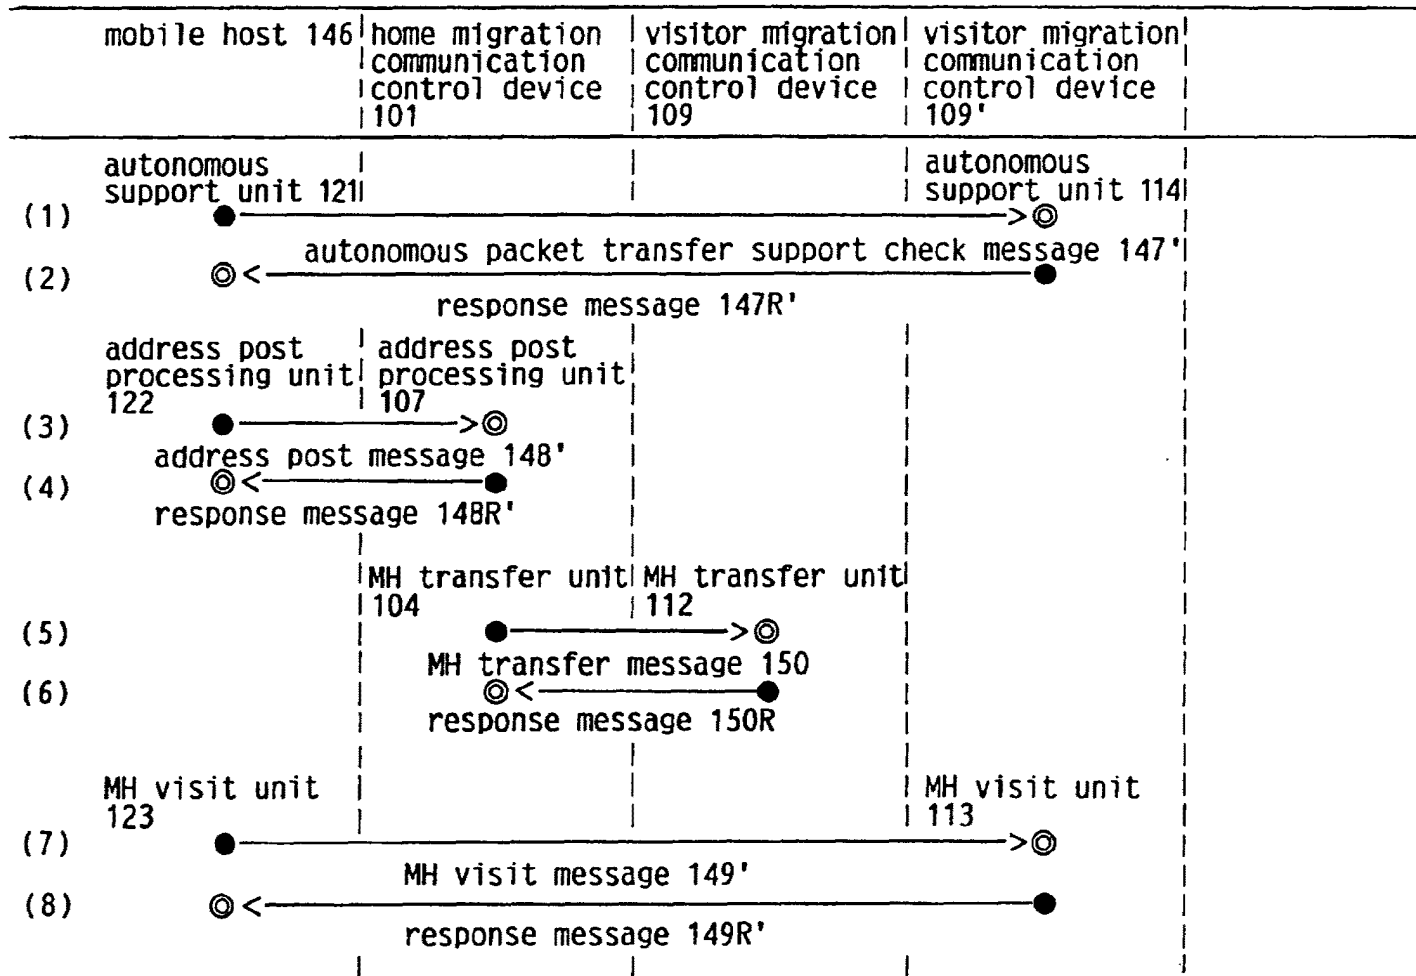 mobile host 146
home migration
communication
control device
101
visitor migration
communication
control device
109
visitor migration
communication
control device
109'
autonomous
support unit 121
autonomous
support unit 114
(1)
autonomous packet transfer support check message 147'
(2)
response message 147R'
address post
processing unit
122
address post
processing unit
107
(3)
address post message 148'
(4)
response message 148R'
MH transfer unit
104
MH transfer unit
112
(5)
MH transfer message 150
(6)
response message 150R
MH visit unit
123
MH visit unit
113
(7)
MH visit message 149'
(8)
response message 149R'